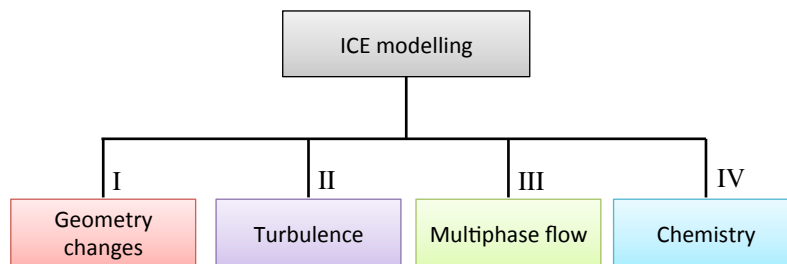 ICE modelling
I
II
III
IV
Geometry
changes
Turbulence
Multiphase flow
Chemistry